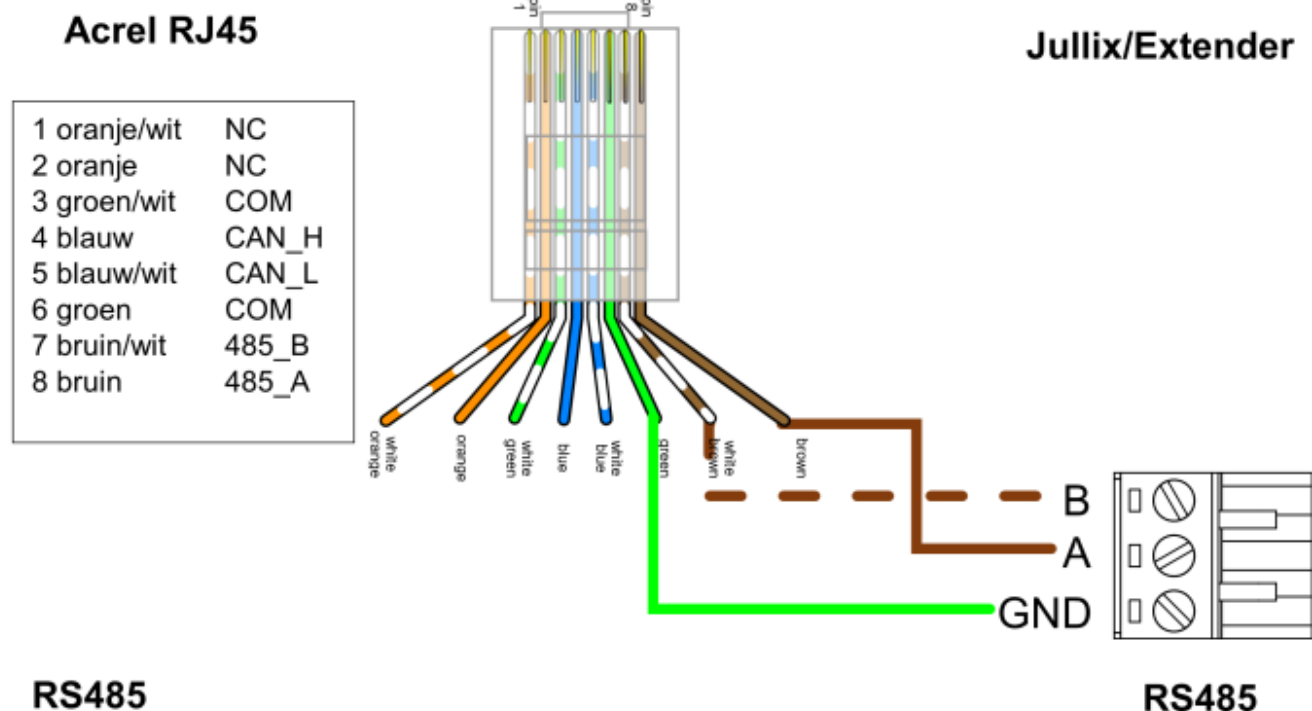 Acrel RJ45
pin 1
pin 8
Jullix/Extender
1 oranje/wit NC
2 oranje NC
3 groen/wit COM
4 blauw CAN_H
5 blauw/wit CAN_L
6 groen COM
7 bruin/wit 485_B
8 bruin 485_A
white
orange
orange
white
green
blue
white
blue
green
white
brown
brown
B
A
GND
RS485
RS485